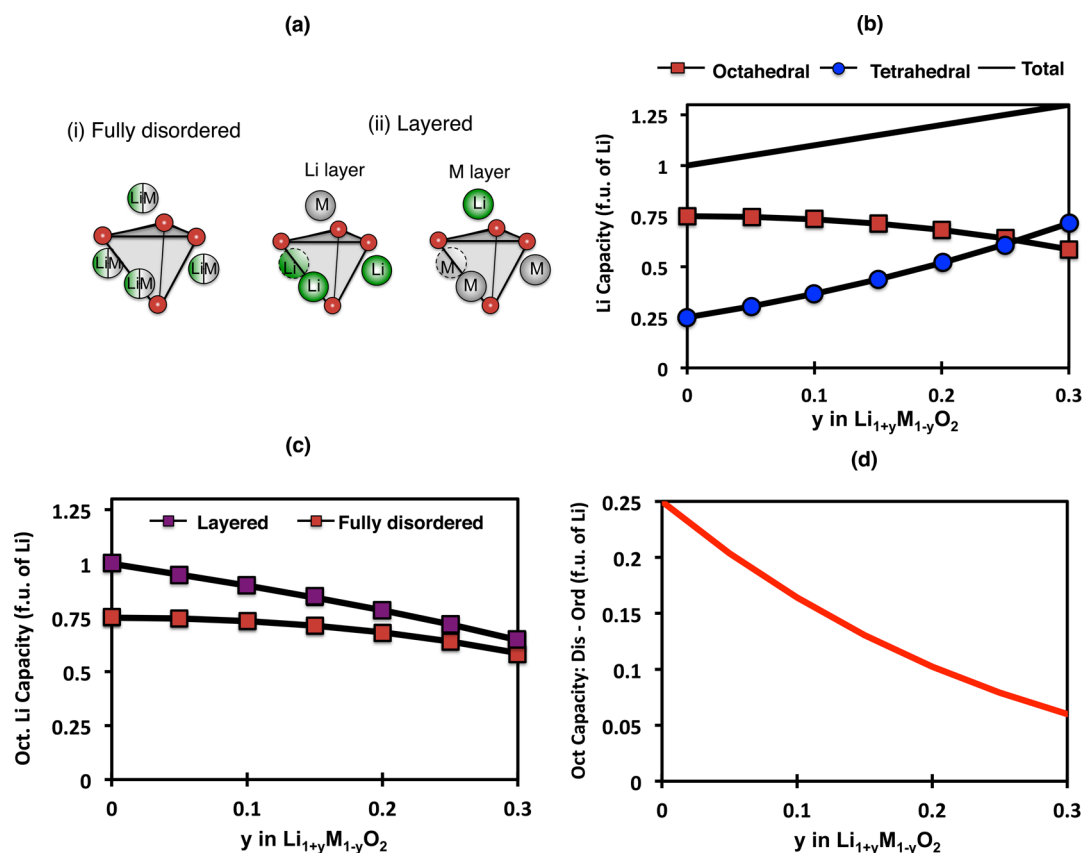 (a)
(i) Fully disordered
(ii) Layered
Li layer
M layer
LiM
LiM
LiM
LiM
M
Li
Li
Li
Li
M
M
M
(b)
Octahedral Tetrahedral Total
Li Capacity (f.u. of Li)
1.25
1
0.75
0.5
0.25
0
0 0.1 0.2 0.3
y in Li₁₊yM₁₋yO₂
(c)
Layered Fully disordered
Oct. Li Capacity (f.u. of Li)
1.25
1
0.75
0.5
0.25
0
0 0.1 0.2 0.3
y in Li₁₊yM₁₋yO₂
(d)
Oct Capacity: Dis - Ord (f.u. of Li)
0.25
0.2
0.15
0.1
0.05
0
0 0.1 0.2 0.3
y in Li₁₊yM₁₋yO₂